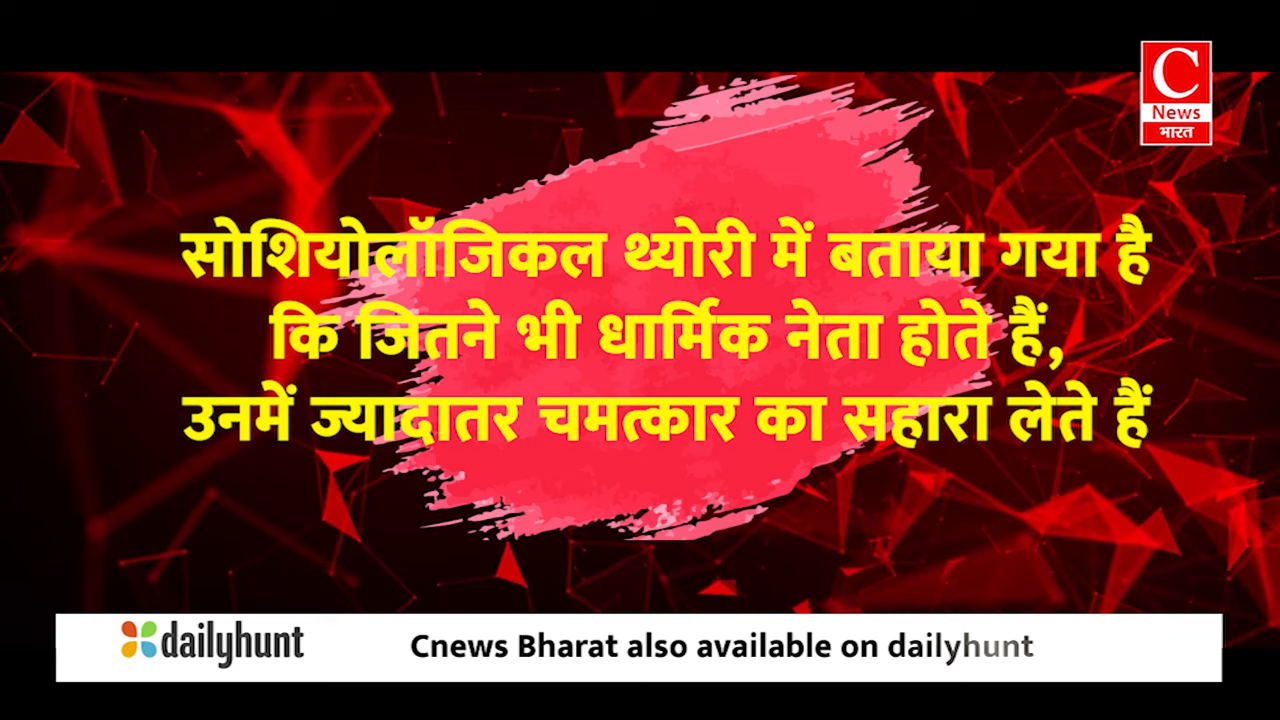 C
News
भारत
सोशियोलॉजिकल थ्योरी में बताया गया है
कि जितने भी धार्मिक नेता होते हैं,
उनमें ज्यादातर चमत्कार का सहारा लेते हैं
dailyhunt
Cnews Bharat also available on dailyhunt